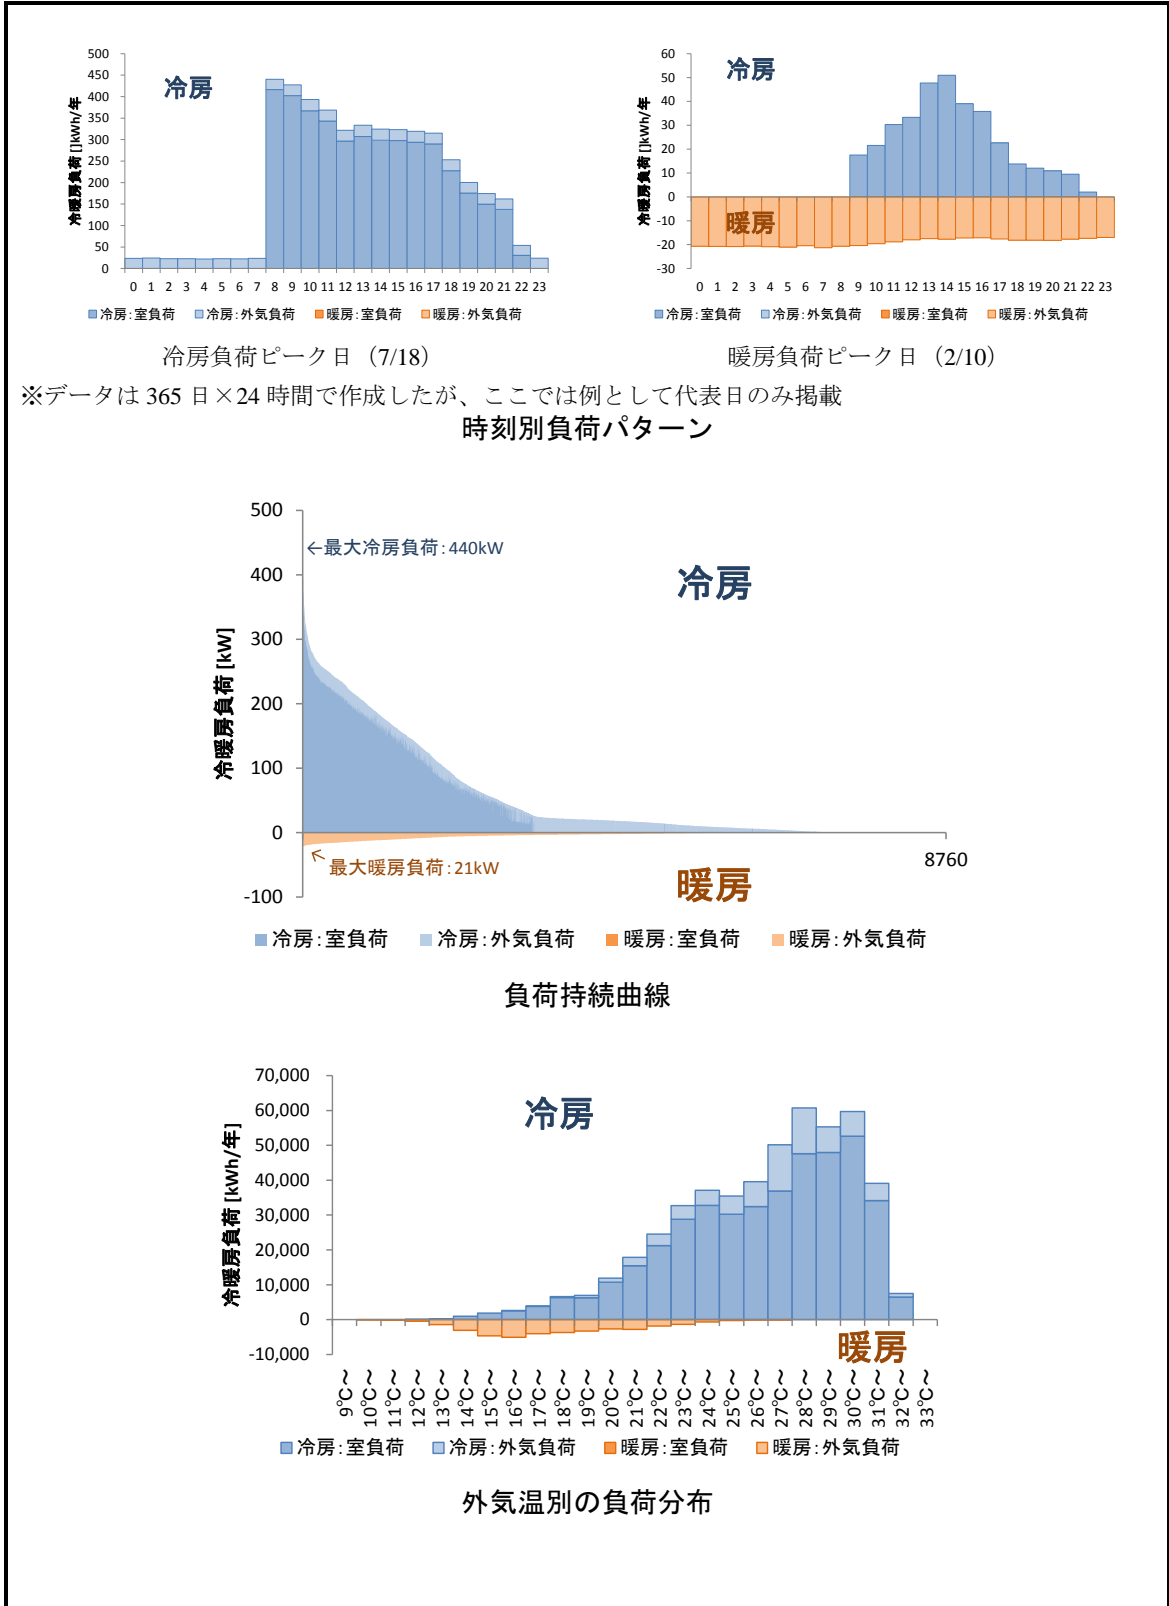 500
450
400
350
300
250
200
150
100
50
0
冷暖房負荷 []kWh/年
冷房
0 1 2 3 4 5 6 7 8 9 10 11 12 13 14 15 16 17 18 19 20 21 22 23
冷房:室負荷 冷房:外気負荷 暖房:室負荷 暖房:外気負荷
冷房負荷ピーク日（7/18）
60
50
40
30
20
10
0
-10
-20
-30
冷暖房負荷 []kWh/年
冷房
暖房
0 1 2 3 4 5 6 7 8 9 10 11 12 13 14 15 16 17 18 19 20 21 22 23
冷房:室負荷 冷房:外気負荷 暖房:室負荷 暖房:外気負荷
暖房負荷ピーク日（2/10）
※データは 365 日×24 時間で作成したが、ここでは例として代表日のみ掲載
時刻別負荷パターン
500
400
300
200
100
0
-100
冷暖房負荷 [kW]
←最大冷房負荷:440kW
冷房
8760
最大暖房負荷:21kW
暖房
冷房:室負荷 冷房:外気負荷 暖房:室負荷 暖房:外気負荷
負荷持続曲線
70,000
60,000
50,000
40,000
30,000
20,000
10,000
0
-10,000
冷暖房負荷 [kWh/年]
冷房
暖房
9℃～ 10℃～ 11℃～ 12℃～ 13℃～ 14℃～ 15℃～ 16℃～ 17℃～ 18℃～ 19℃～ 20℃～ 21℃～ 22℃～ 23℃～ 24℃～ 25℃～ 26℃～ 27℃～ 28℃～ 29℃～ 30℃～ 31℃～ 32℃～ 33℃～
冷房:室負荷 冷房:外気負荷 暖房:室負荷 暖房:外気負荷
外気温別の負荷分布